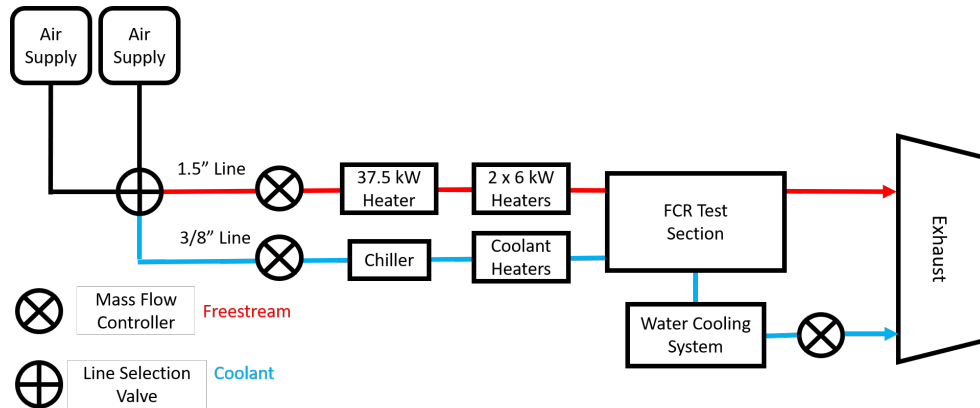 Air
Supply
Air
Supply
1.5” Line
37.5 kW
Heater
2 x 6 kW
Heaters
FCR Test
Section
Exhaust
3/8” Line
Chiller
Coolant
Heaters
Water Cooling
System
Mass Flow
Controller
Freestream
Line Selection
Valve
Coolant